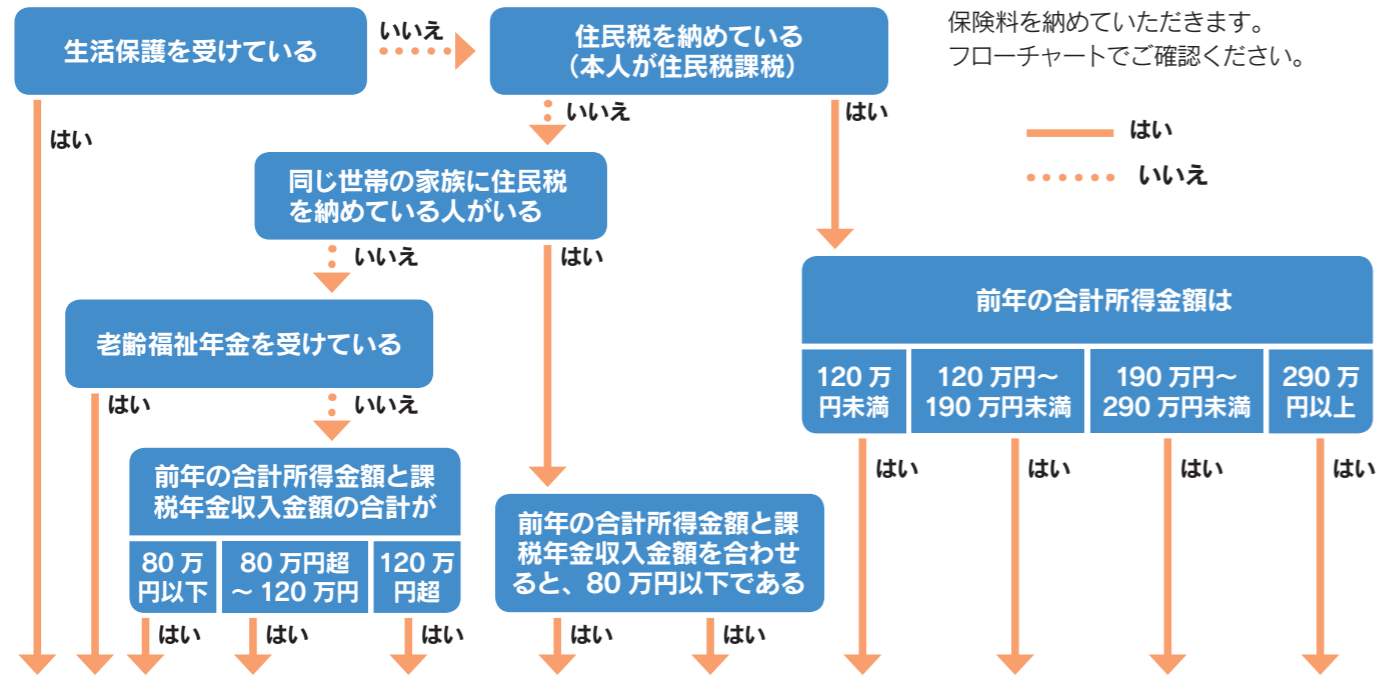 保険料を納めていただきます。
フローチャートでご確認ください。
はい
いいえ
生活保護を受けている
いいえ
住民税を納めている
（本人が住民税課税）
はい
いいえ
はい
同じ世帯の家族に住民税
を納めている人がいる
いいえ
はい
老齢福祉年金を受けている
はい
いいえ
前年の合計所得金額は
120 万
円未満
120 万円～
190 万円未満
190 万円～
290 万円未満
290 万
円以上
はい
はい
はい
はい
前年の合計所得金額と課
税年金収入金額の合計が
80 万
円以下
80 万円超
～ 120 万円
120 万
円超
はい
はい
はい
前年の合計所得金額と課
税年金収入金額を合わせ
ると、80 万円以下である
はい
はい